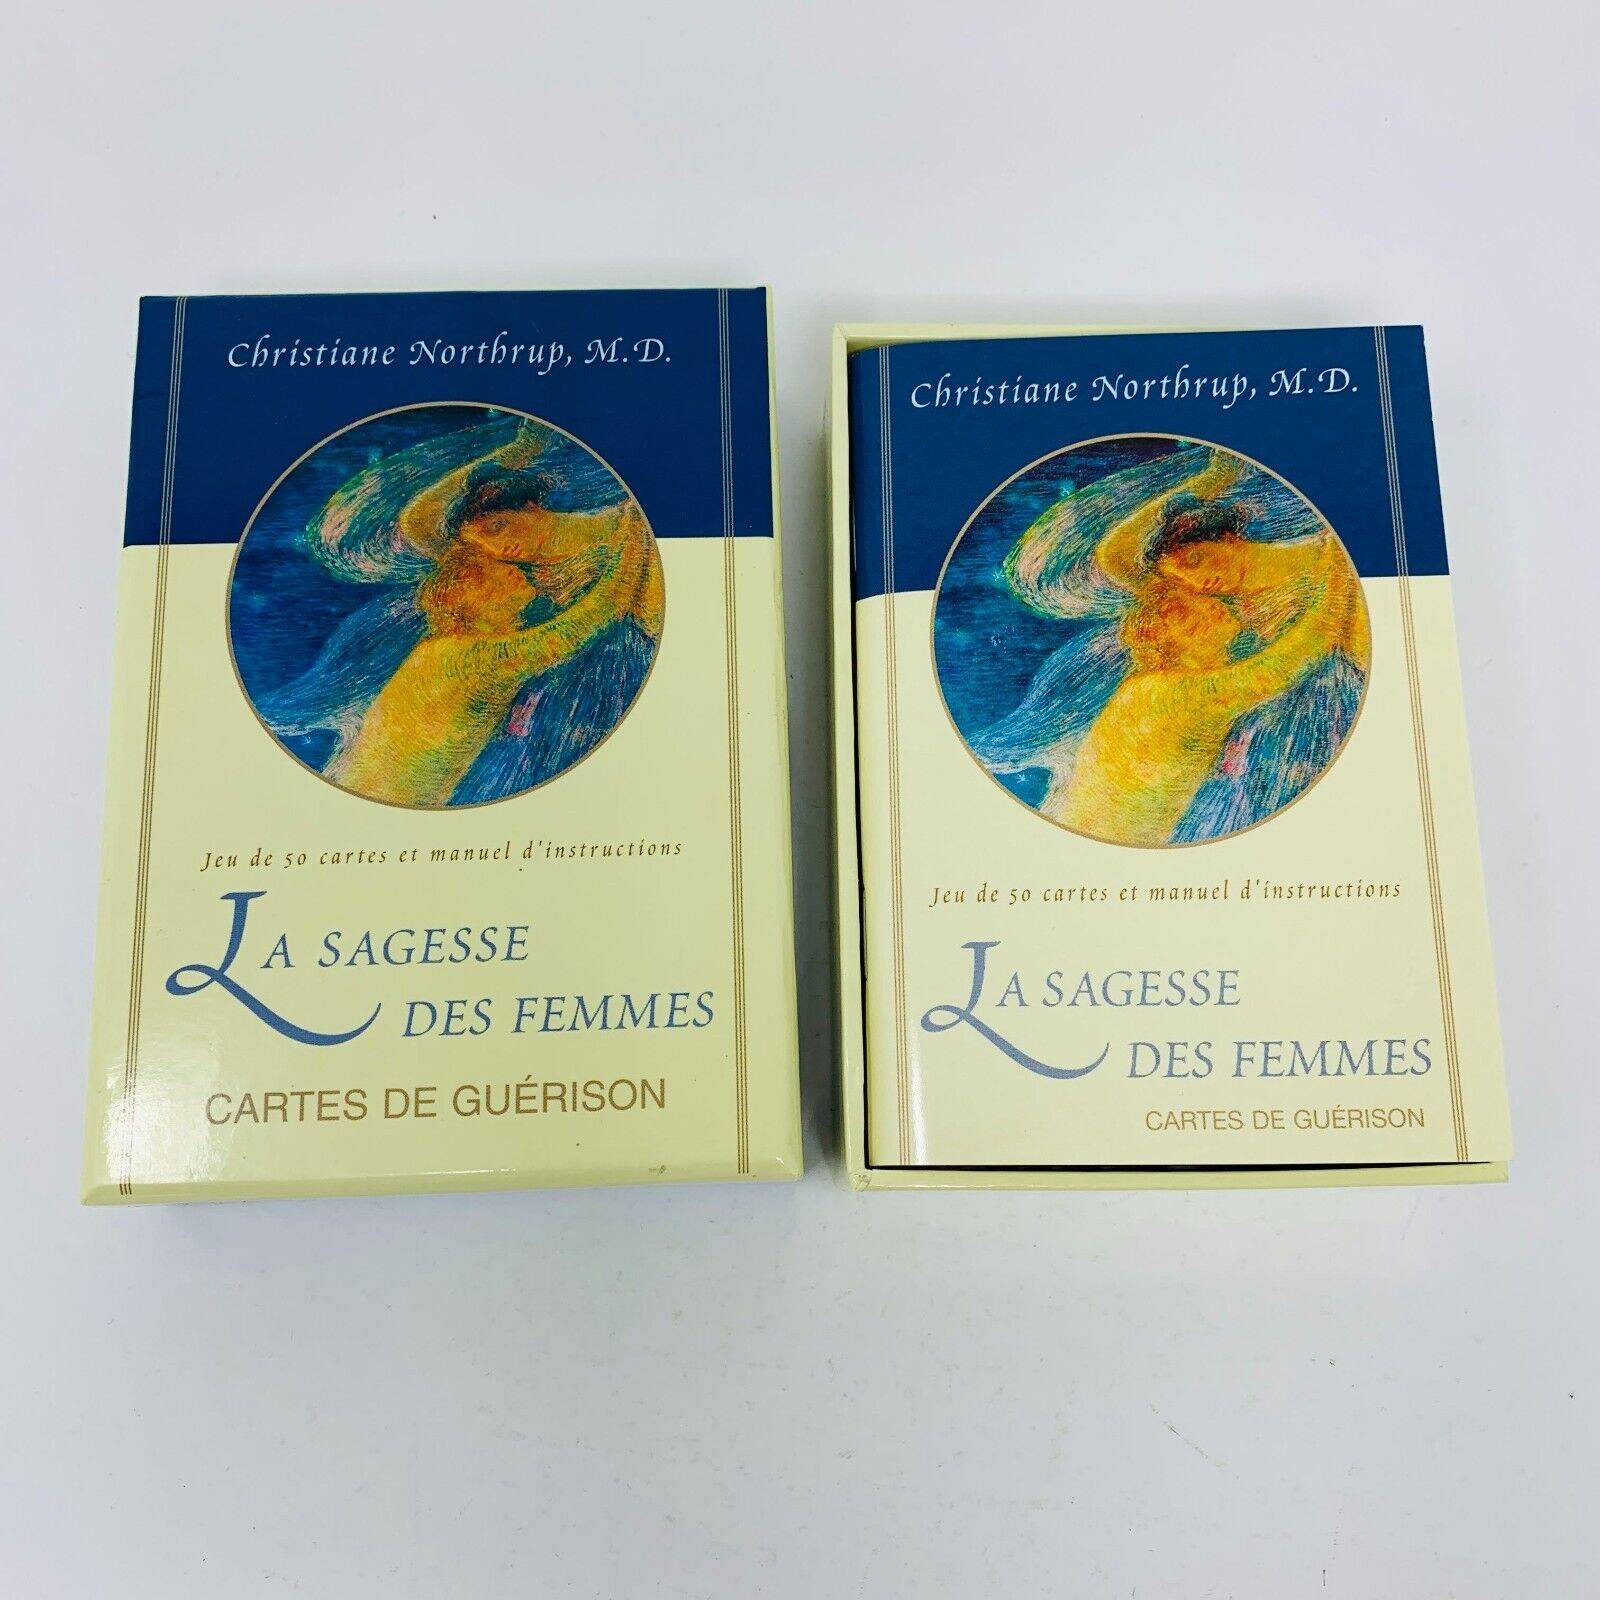 Christiane Northrup, M.D.
Jeu de 50 cartes et manuel d'instructions
LA SAGESSE
DES FEMMES
CARTES DE GUÉRISON
Christiane Northrup, M.D.
Jeu de 50 cartes et manuel d'instructions
LA SAGESSE
DES FEMMES
CARTES DE GUÉRISON